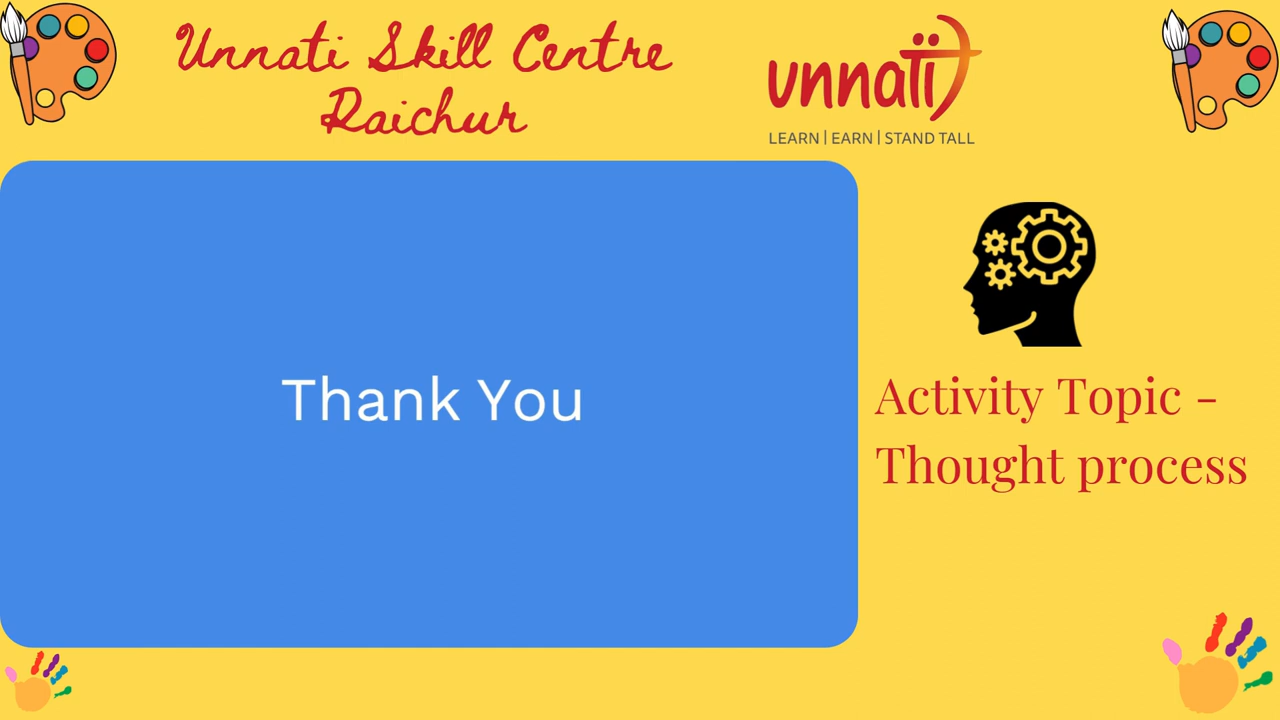 Unnati Skill Centre
Raichur
unnati
LEARN | EARN | STAND TALL
Thank You
Activity Topic -
Thought process